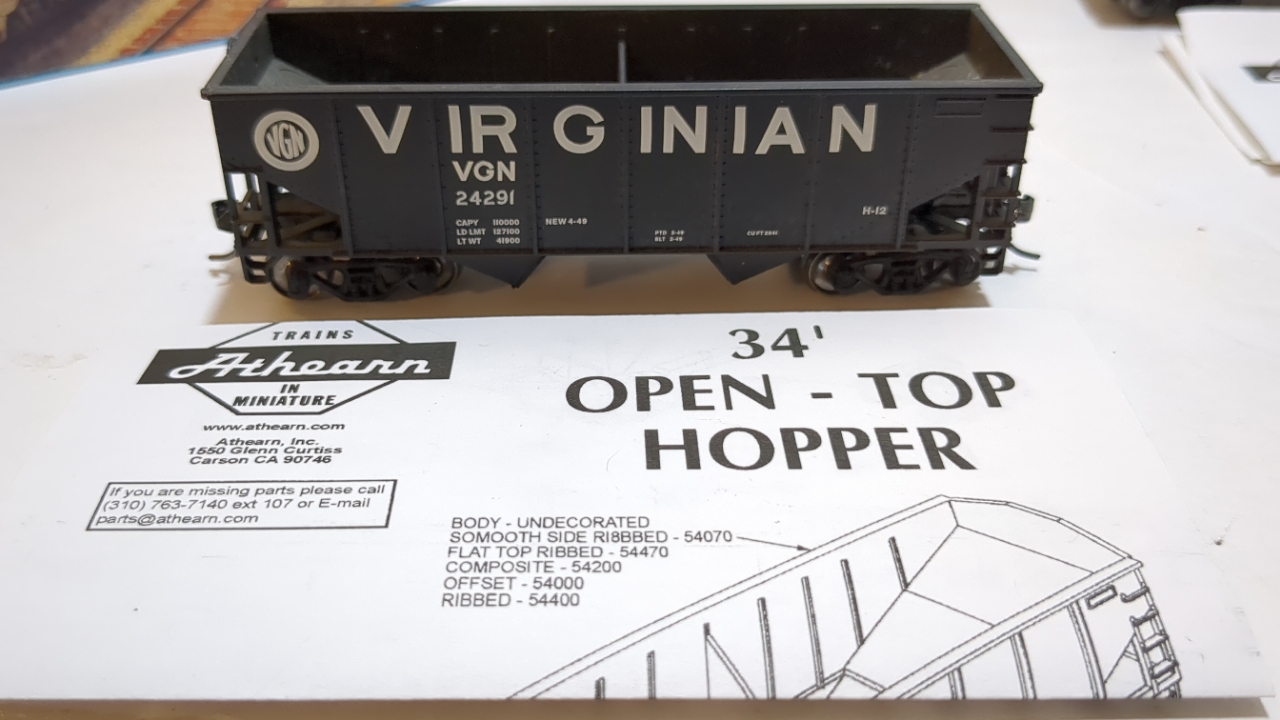 VIRGINIAN
VGN
VGN
24291
CAPY 110000
LD LMT 127100
LT WT 41900
NEW 4-49
H-12
TRAINS
Athearn
IN
MINIATURE
www.athearn.com
Athearn, Inc.
1550 Glenn Curtiss
Carson CA 90746
If you are missing parts please call
(310) 763-7140 ext 107 or E-mail
parts@athearn.com
34'
OPEN - TOP
HOPPER
BODY - UNDECORATED
SOMOOTH SIDE RI8BBED - 54070
FLAT TOP RIBBED - 54470
COMPOSITE - 54200
OFFSET - 54000
RIBBED - 54400